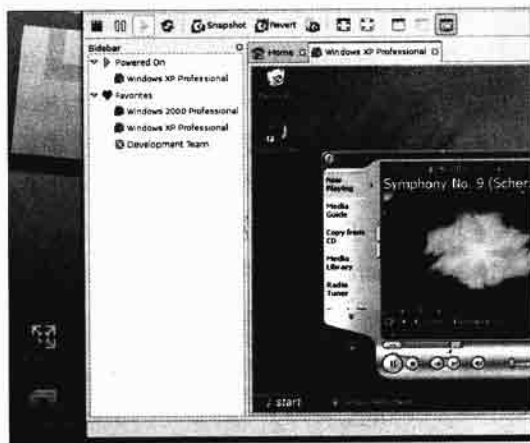 Snapshot Revert
Sidebar
Powered On
Windows XP Professional
Favorites
Windows 2000 Professional
Windows XP Professional
Development Team
Home Windows XP Professional
Now
Playing
Media
Guide
Copy from
CD
Media
Library
Radio
Tuner
Symphony No. 9 (Scher
start